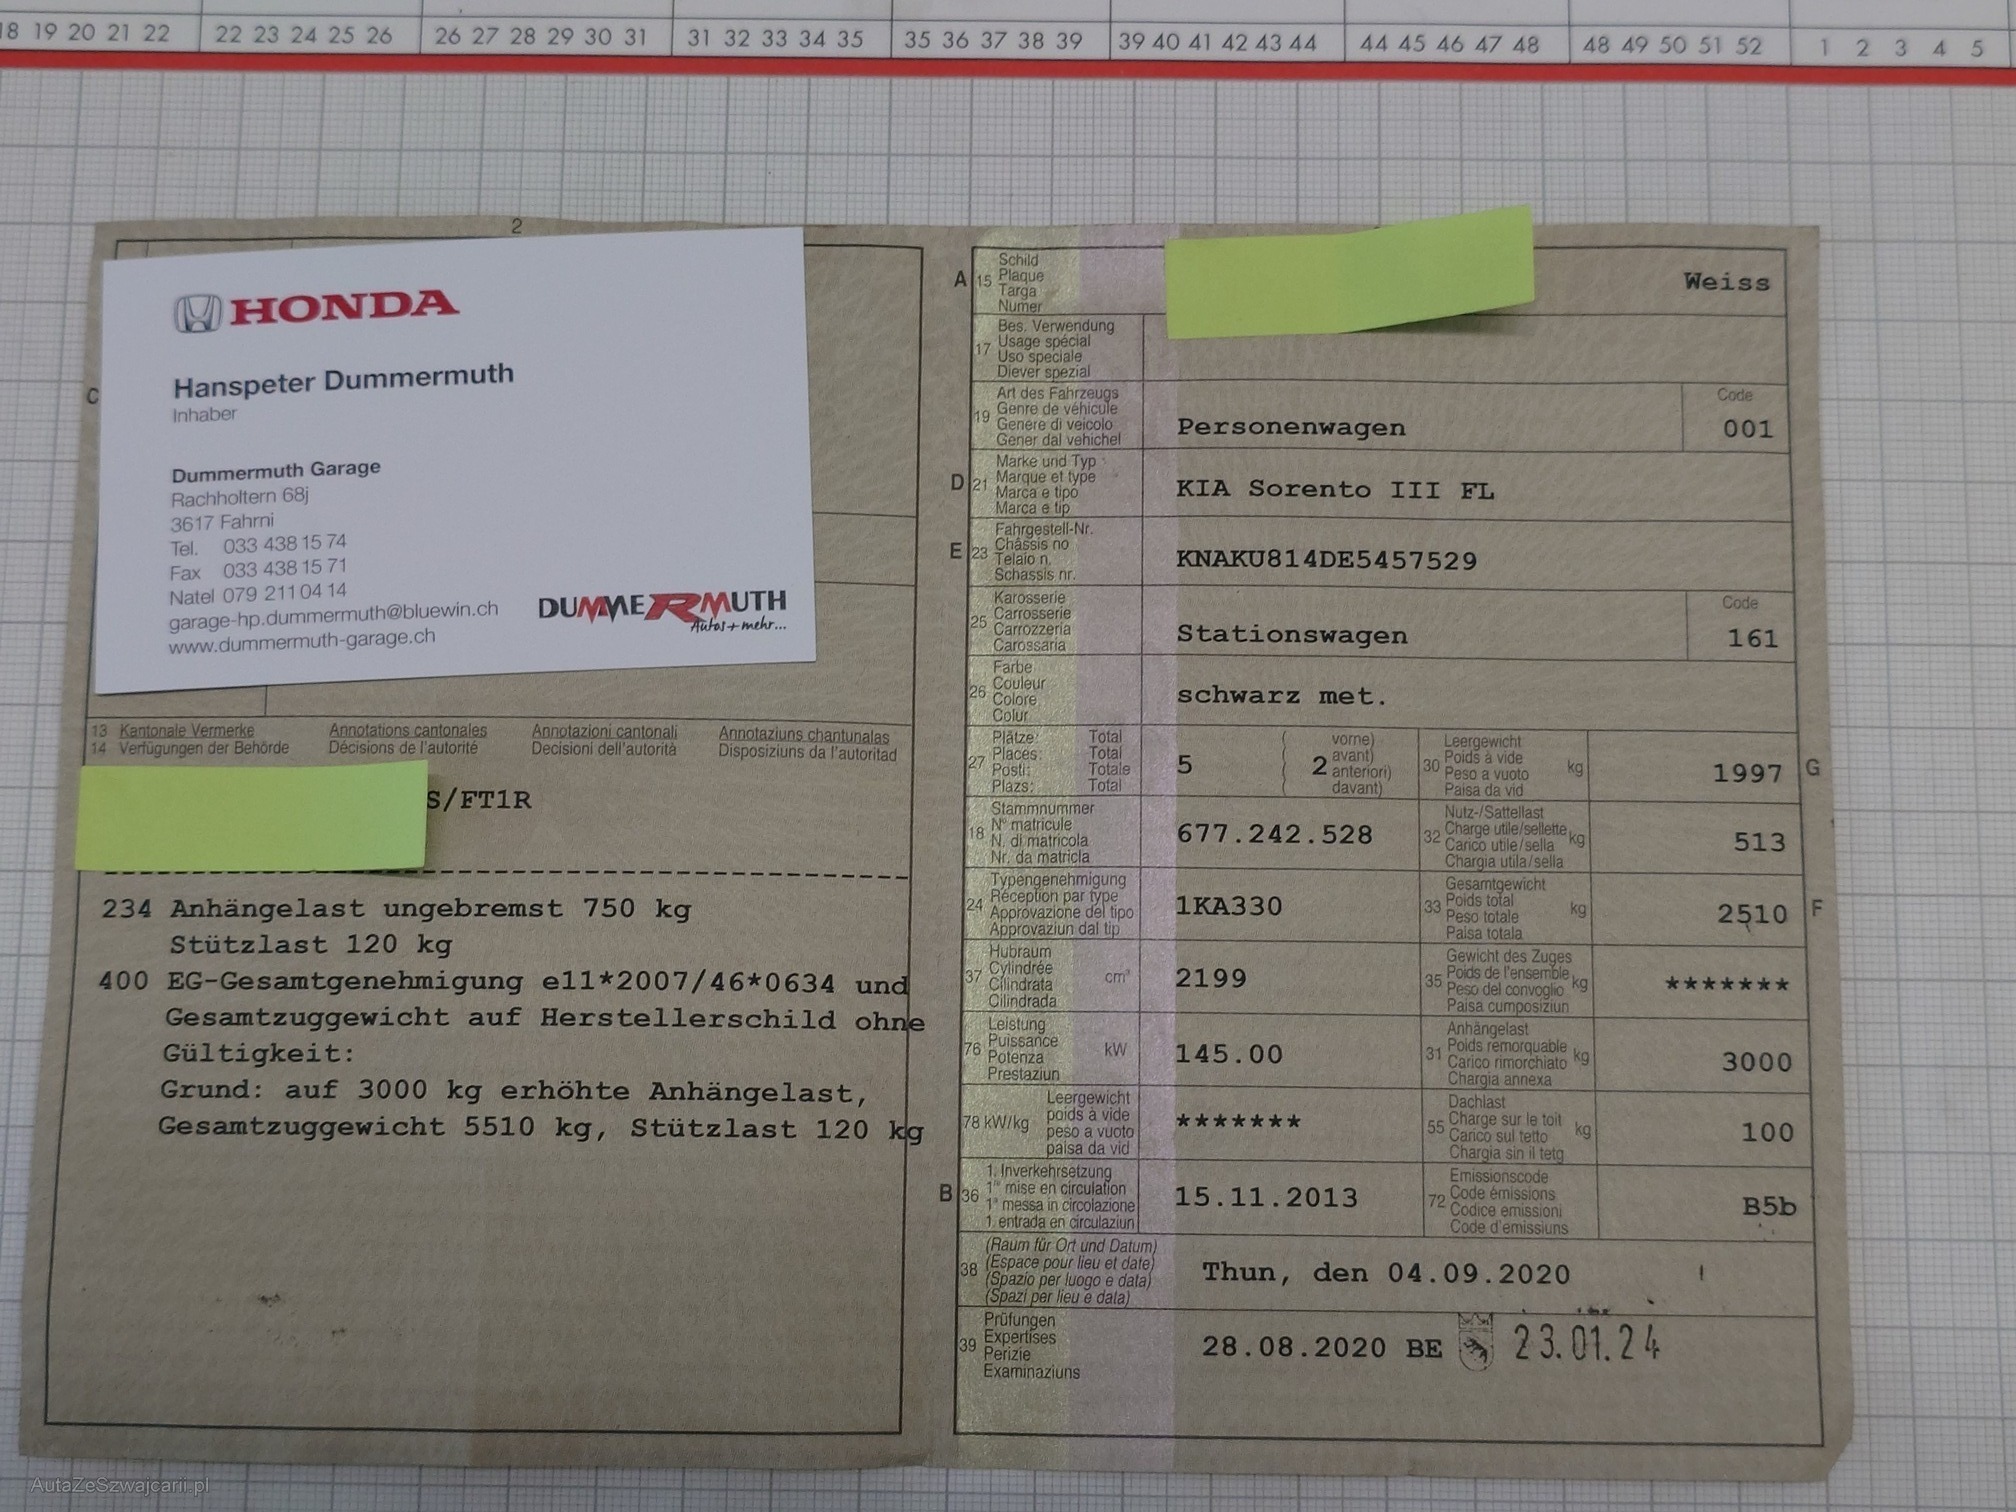 18 19 20 21 22 22 23 24 25 26 26 27 28 29 30 31 31 32 33 34 35 35 36 37 38 39 39 40 41 42 43 44 44 45 46 47 48 48 49 50 51 52 1 2 3 4 5
2
HONDA
Hanspeter Dummermuth
Inhaber
Dummermuth Garage
Rachholtern 68j
3617 Fahrni
Tel. 033 438 15 74
Fax 033 438 15 71
Natel 079 211 04 14
garage-hp.dummermuth@bluewin.ch
www.dummermuth-garage.ch
DUMMERMUTH
Autos + mehr...
C
13 Kantonale Vermerke Annotations cantonales Annotazioni cantonali Annotaziuns chantunalas
14 Verfügungen der Behörde Décisions de l'autorité Decisioni dell'autorità Disposiziuns da l'autoritad
S/FT1R
234 Anhängelast ungebremst 750 kg
Stützlast 120 kg
400 EG-Gesamtgenehmigung e11*2007/46*0634 und
Gesamtzuggewicht auf Herstellerschild ohne
Gültigkeit:
Grund: auf 3000 kg erhöhte Anhängelast,
Gesamtzuggewicht 5510 kg, Stützlast 120 kg
A 15 Schild
Plaque
Targa
Numer
Weiss
17 Bes. Verwendung
Usage spécial
Uso speciale
Diever spezial
19 Art des Fahrzeugs
Genre de véhicule
Genere di veicolo
Gener dal vehichel
Personenwagen
Code
001
D 21 Marke und Typ
Marque et type
Marca e tipo
Marca e tip
KIA Sorento III FL
E 23 Fahrgestell-Nr.
Châssis no
Telaio n.
Schassis nr.
KNAKU814DE5457529
25 Karosserie
Carrosserie
Carrozzeria
Carossaria
Stationswagen
Code
161
26 Farbe
Couleur
Colore
Colur
schwarz met.
27 Plätze: Total
Places: Total
Posti: Totale
Plazs: Total
5
2
vorne)
avant)
anteriori)
davant)
30 Leergewicht
Poids à vide
Peso a vuoto
Paisa da vid
kg
1997
G
18 Stammnummer
N° matricule
N. di matricola
Nr. da matricla
677.242.528
32 Nutz-/Sattellast
Charge utile/sellette
Carico utile/sella
Chargia utila/sella
kg
513
24 Typengenehmigung
Réception par type
Approvazione del tipo
Approvaziun dal tip
1KA330
33 Gesamtgewicht
Poids total
Peso totale
Paisa totala
kg
2510
F
37 Hubraum
Cylindrée
Cilindrata
Cilindrada
cm³
2199
35 Gewicht des Zuges
Poids de l'ensemble
Peso del convoglio
Paisa cumposiziun
kg
*******
76 Leistung
Puissance
Potenza
Prestaziun
kW
145.00
31 Anhängelast
Poids remorquable
Carico rimorchiato
Chargia annexa
kg
3000
78 kW/kg
Leergewicht
poids à vide
peso a vuoto
paisa da vid
*******
55 Dachlast
Charge sur le toit
Carico sul tetto
Chargia sin il tetg
kg
100
B 36 1. Inverkehrsetzung
1re mise en circulation
1a messa in circolazione
1. entrada en circulaziun
15.11.2013
72 Emissionscode
Code émissions
Codice emissioni
Code d'emissiuns
B5b
38 (Raum für Ort und Datum)
(Espace pour lieu et date)
(Spazio per luogo e data)
(Spazi per lieu e data)
Thun, den 04.09.2020
39 Prüfungen
Expertises
Perizie
Examinaziuns
28.08.2020 BE 23.01.24
AutaZeSzwajcarii.pl